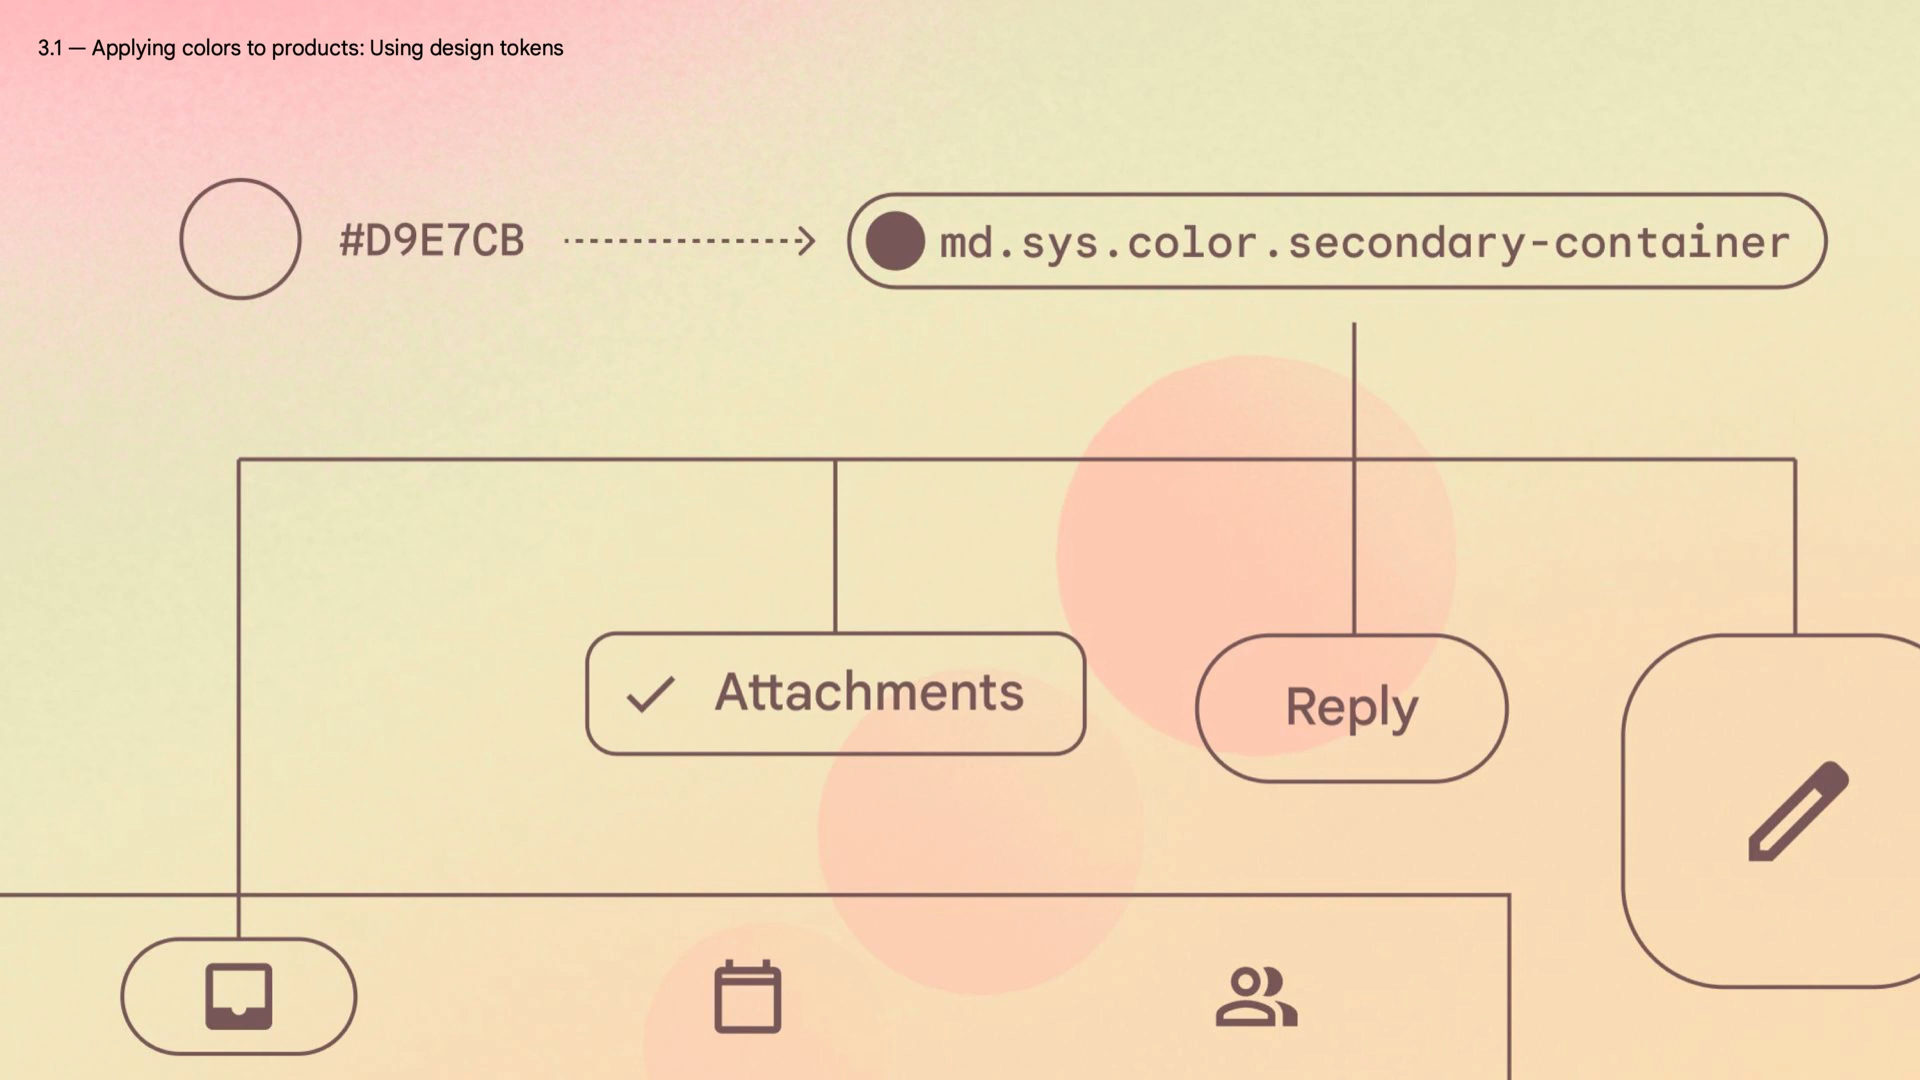 3.1 — Applying colors to products: Using design tokens
#D9E7CB
md.sys.color.secondary-container
Attachments
Reply